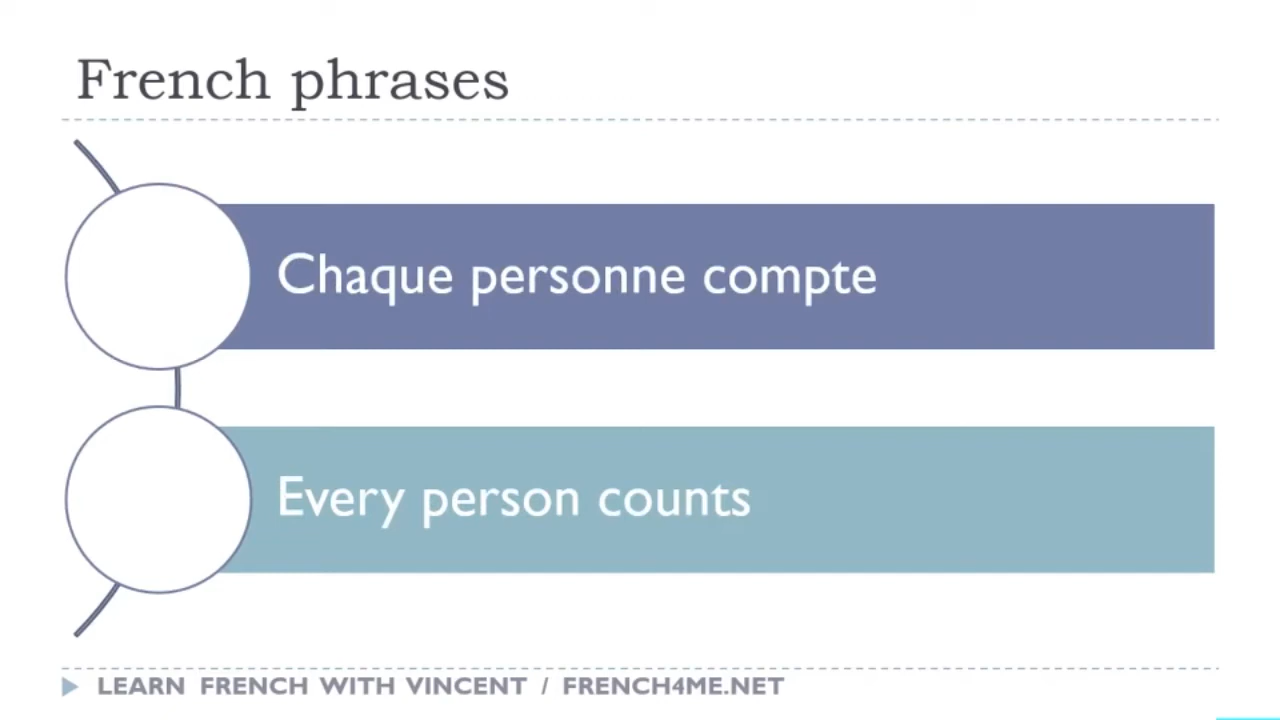 French phrases
Chaque personne compte
Every person counts
LEARN FRENCH WITH VINCENT / FRENCH4ME.NET